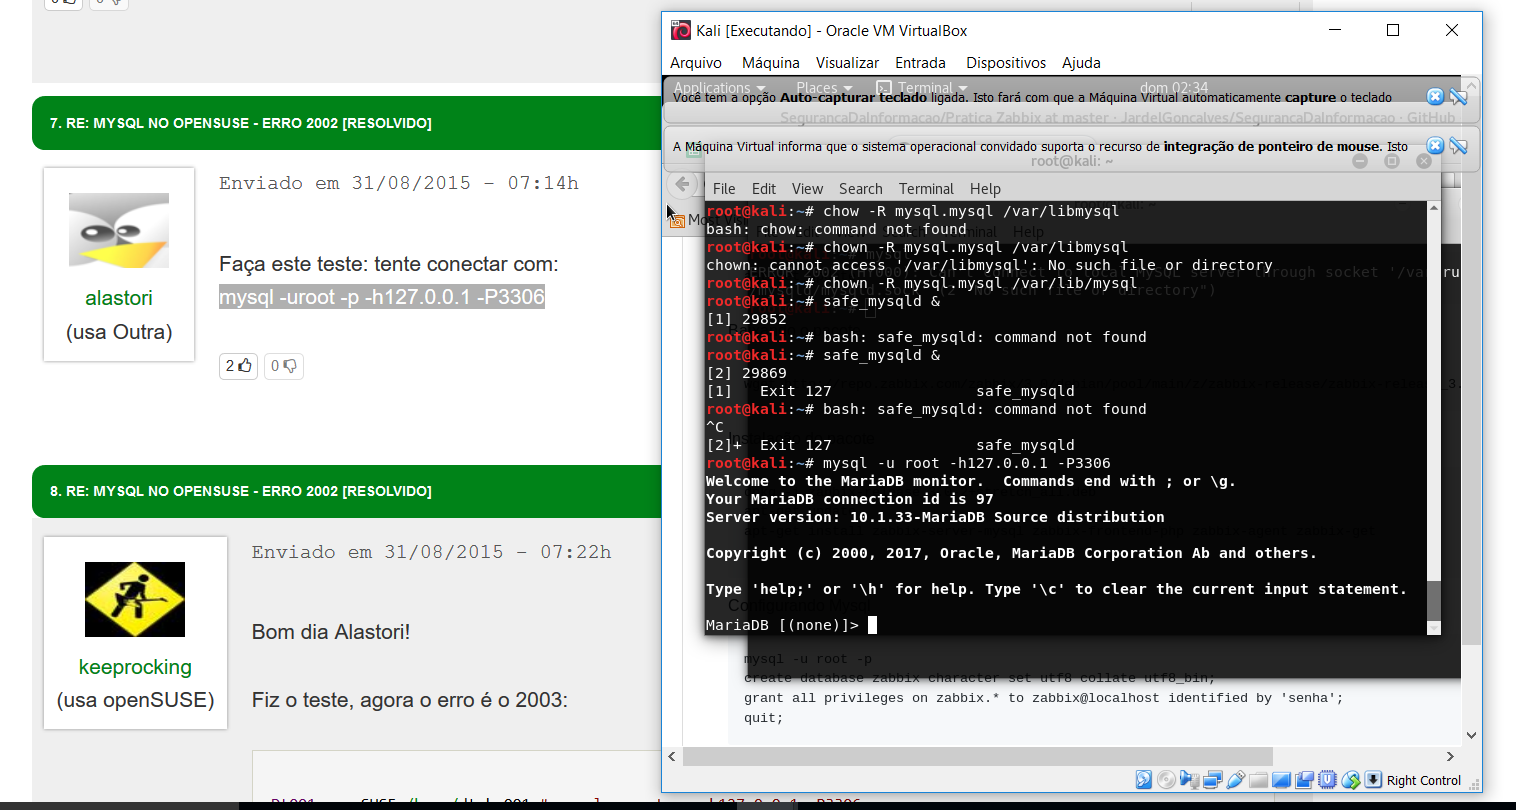 0
0
7. RE: MYSQL NO OPENSUSE - ERRO 2002 [RESOLVIDO]
Enviado em 31/08/2015 - 07:14h
alastori
(usa Outra)
Faça este teste: tente conectar com:
mysql -uroot -p -h127.0.0.1 -P3306
2
0
8. RE: MYSQL NO OPENSUSE - ERRO 2002 [RESOLVIDO]
Enviado em 31/08/2015 - 07:22h
keeprocking
(usa openSUSE)
Bom dia Alastori!
Fiz o teste, agora o erro é o 2003:
Kali [Executando] - Oracle VM VirtualBox
Arquivo Máquina Visualizar Entrada Dispositivos Ajuda
Applications Places Terminal dom 02:34
Você tem a opção Auto-capturar teclado ligada. Isto fará com que a Máquina Virtual automaticamente capture o teclado
SegurancaDaInformacao/Pratica Zabbix at master · JardelGoncalves/SegurancaDaInformacao · GitHub
A Máquina Virtual informa que o sistema operacional convidado suporta o recurso de integração de ponteiro de mouse. Isto
root@kali: ~
File Edit View Search Terminal Help
Most Vis
root@kali:~# chow -R mysql.mysql /var/libmysql
bash: chow: command not found
root@kali:~# chown -R mysql.mysql /var/libmysql
chown: cannot access '/var/libmysql': No such file or directory
root@kali:~# chown -R mysql.mysql /var/lib/mysql
root@kali:~# safe_mysqld &
[1] 29852
root@kali:~# bash: safe_mysqld: command not found
root@kali:~# safe_mysqld &
[2] 29869
[1]   Exit 127                safe_mysqld
root@kali:~# bash: safe_mysqld: command not found
^C
[2]+  Exit 127                safe_mysqld
root@kali:~# mysql -u root -h127.0.0.1 -P3306
Welcome to the MariaDB monitor.  Commands end with ; or \g.
Your MariaDB connection id is 97
Server version: 10.1.33-MariaDB Source distribution
Copyright (c) 2000, 2017, Oracle, MariaDB Corporation Ab and others.
Type 'help;' or '\h' for help. Type '\c' to clear the current input statement.
MariaDB [(none)]>
mysql -u root -p
create database zabbix character set utf8 collate utf8_bin;
grant all privileges on zabbix.* to zabbix@localhost identified by 'senha';
quit;
Right Control